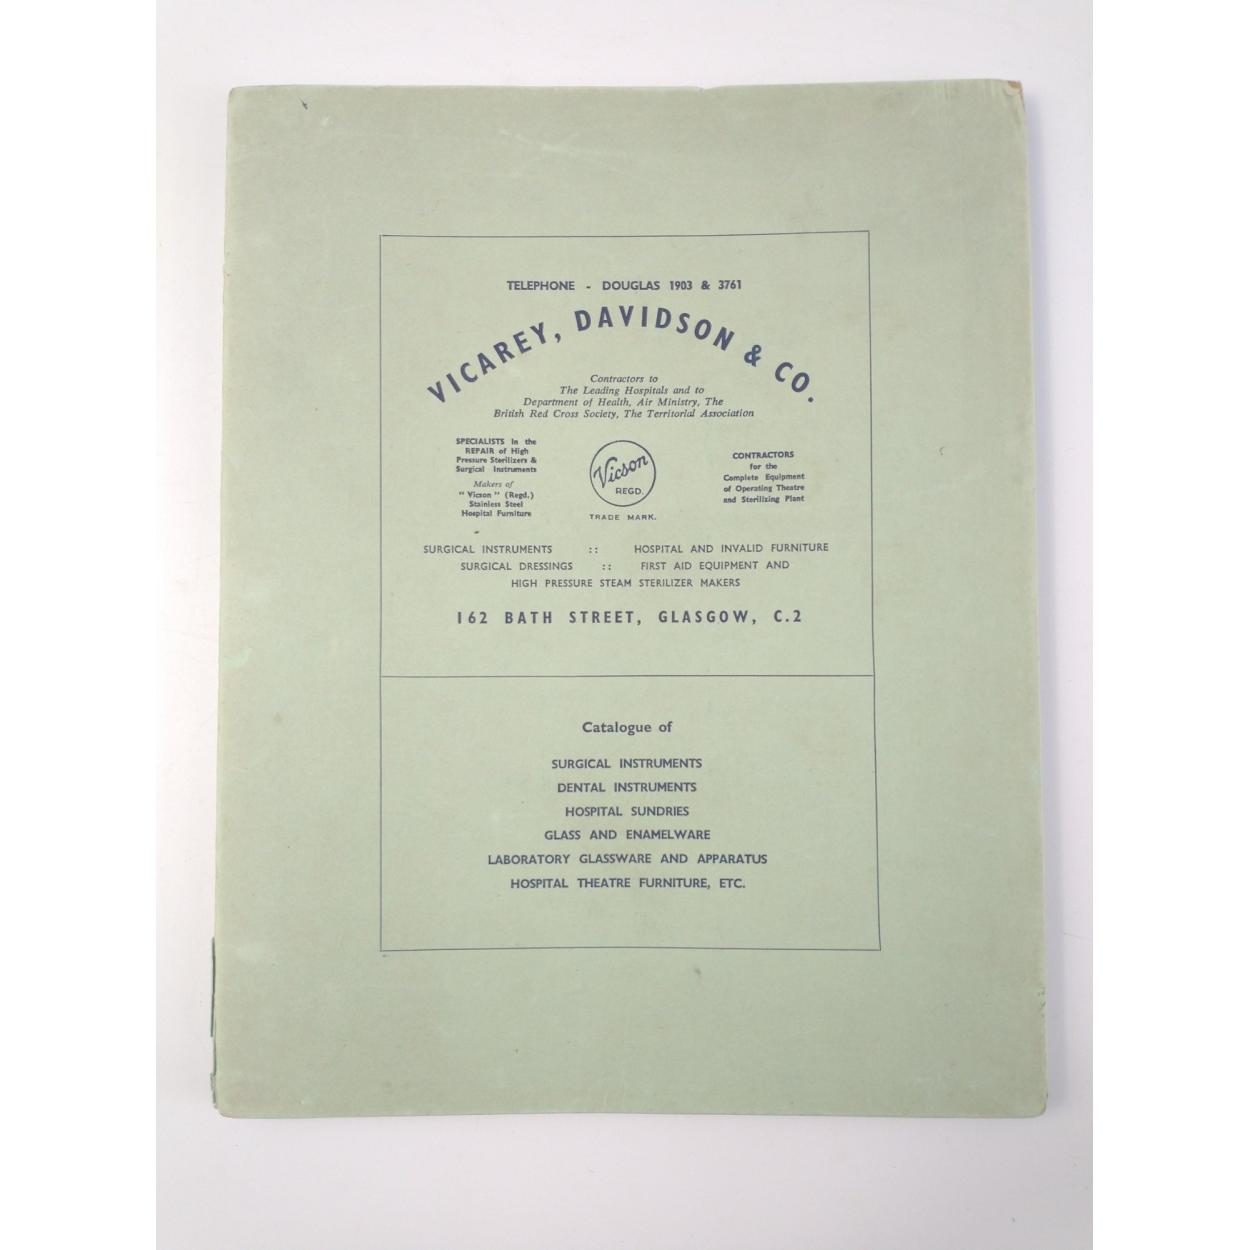 TELEPHONE - DOUGLAS 1903 & 3761
VICAREY, DAVIDSON & CO.
Contractors to
The Leading Hospitals and to
Department of Health, Air Ministry, The
British Red Cross Society, The Territorial Association
SPECIALISTS in the
REPAIR of High
Pressure Sterilizers &
Surgical Instruments
Makers of
"Vicson" (Regd.)
Stainless Steel
Hospital Furniture
Vicson
REGD.
TRADE MARK.
CONTRACTORS
for the
Complete Equipment
of Operating Theatre
and Sterilizing Plant
SURGICAL INSTRUMENTS :: HOSPITAL AND INVALID FURNITURE
SURGICAL DRESSINGS :: FIRST AID EQUIPMENT AND
HIGH PRESSURE STEAM STERILIZER MAKERS
162 BATH STREET, GLASGOW, C.2
Catalogue of
SURGICAL INSTRUMENTS
DENTAL INSTRUMENTS
HOSPITAL SUNDRIES
GLASS AND ENAMELWARE
LABORATORY GLASSWARE AND APPARATUS
HOSPITAL THEATRE FURNITURE, ETC.